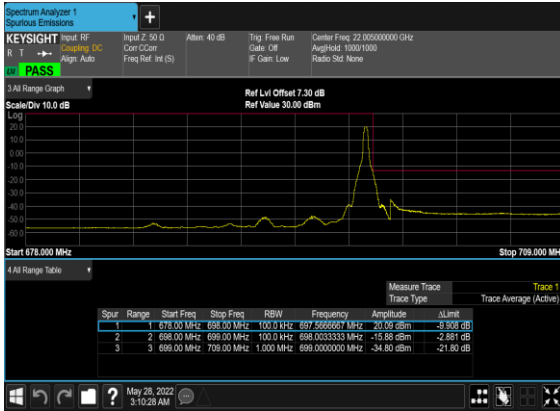 Spectrum Analyzer 1
Spurious Emissions
KEYSIGHT Input: RF Input Z: 50 Ω Atten: 40 dB Trig: Free Run Center Freq: 22.005000000 GHz
R T Coupling: DC Corr CCorr Gate: Off Avg|Hold: 1000/1000
Align: Auto Freq Ref: Int (S) IF Gain: Low Radio Std: None
PASS
3 All Range Graph
Ref Lvl Offset 7.30 dB
Scale/Div 10.0 dB Ref Value 30.00 dBm
Log
20.0
10.0
0.00
-10.0
-20.0
-30.0
-40.0
-50.0
-60.0
Start 678.000 MHz Stop 709.000 MH
4 All Range Table
Measure Trace Trace 1
Trace Type Trace Average (Active)
Spur Range Start Freq Stop Freq RBW Frequency Amplitude ΔLimit
1 1 678.00 MHz 698.00 MHz 100.0 kHz 697.5666667 MHz 20.09 dBm -9.908 dB
2 2 698.00 MHz 699.00 MHz 100.0 kHz 698.0033333 MHz -15.88 dBm -2.881 dB
3 3 699.00 MHz 709.00 MHz 1.000 MHz 699.0000000 MHz -34.80 dBm -21.80 dB
May 28, 2022
3:10:28 AM